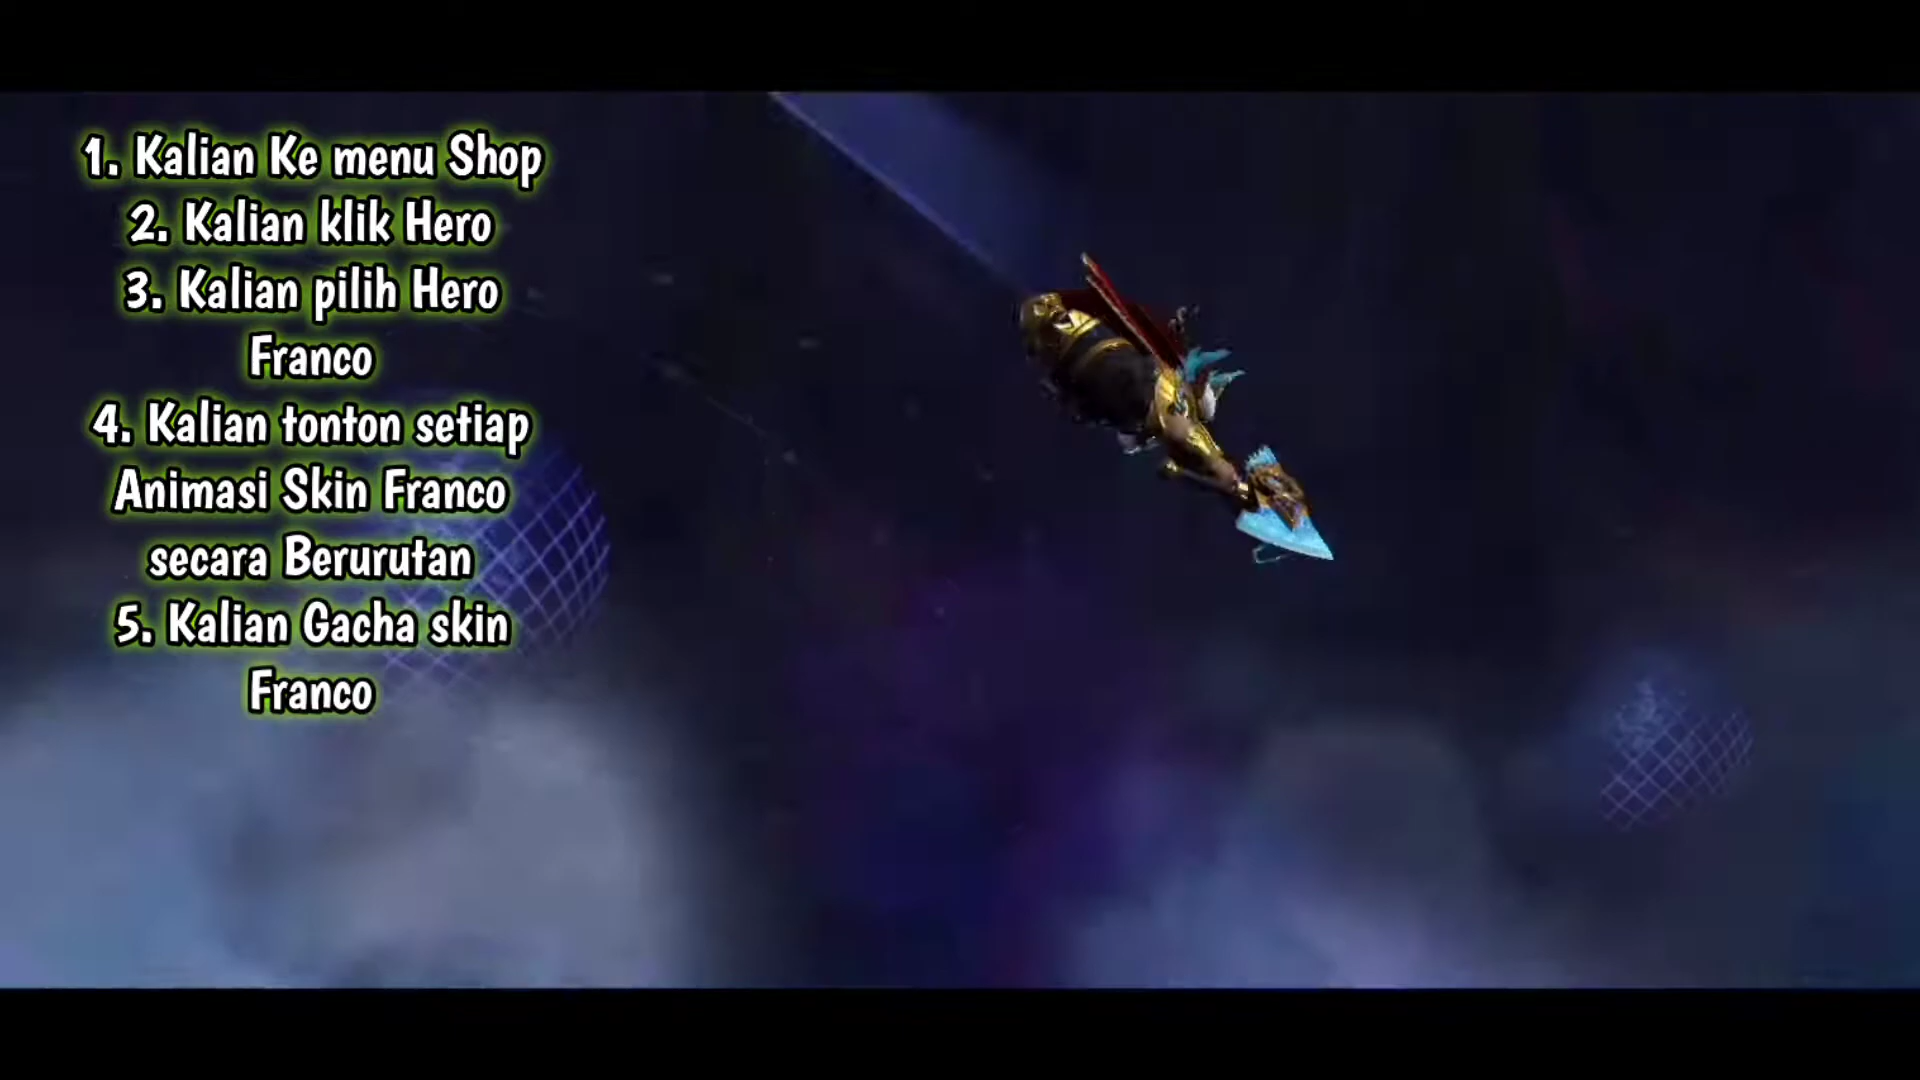 1. Kalian Ke menu Shop
2. Kalian klik Hero
3. Kalian pilih Hero
Franco
4. Kalian tonton setiap
Animasi Skin Franco
secara Berurutan
5. Kalian Gacha skin
Franco